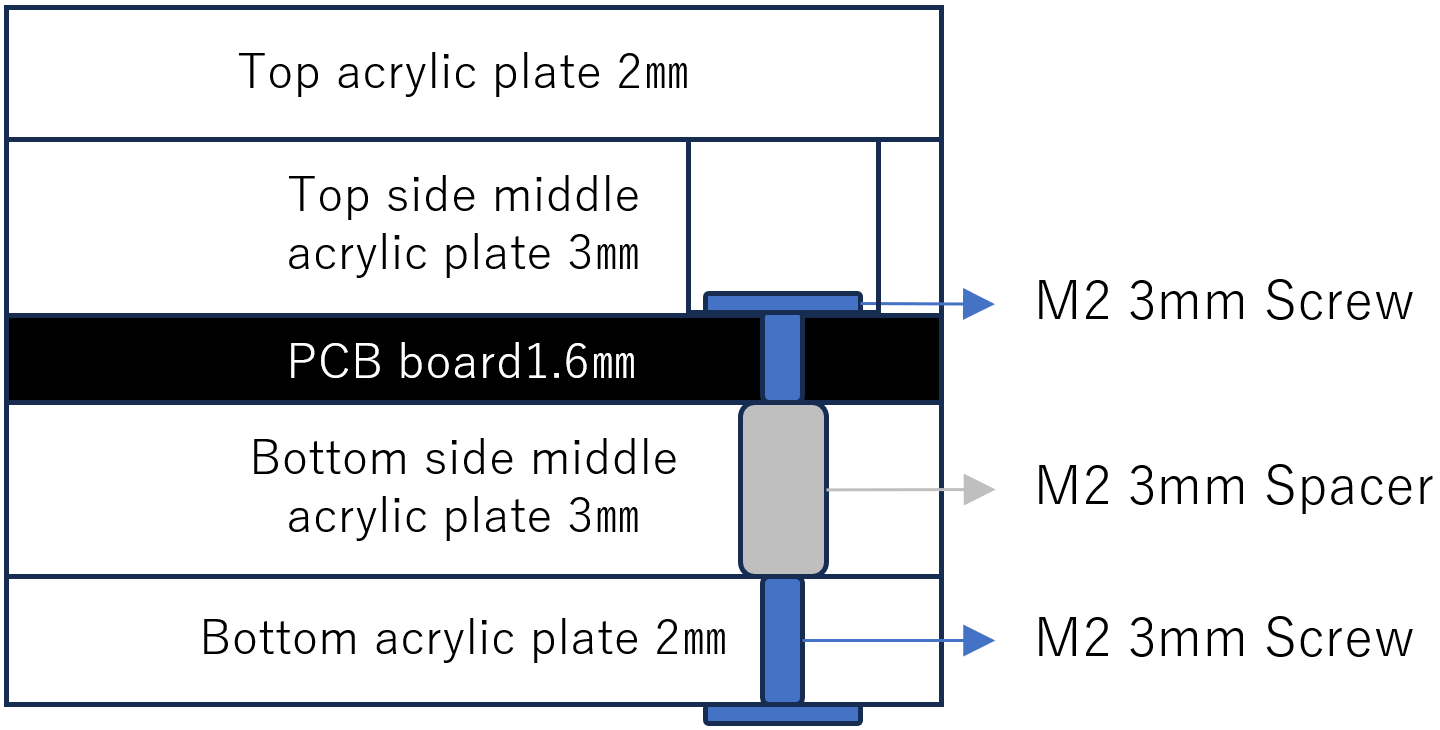 Top acrylic plate 2mm
Top side middle
acrylic plate 3mm
M2 3mm Screw
PCB board1.6mm
Bottom side middle
acrylic plate 3mm
M2 3mm Spacer
Bottom acrylic plate 2mm
M2 3mm Screw